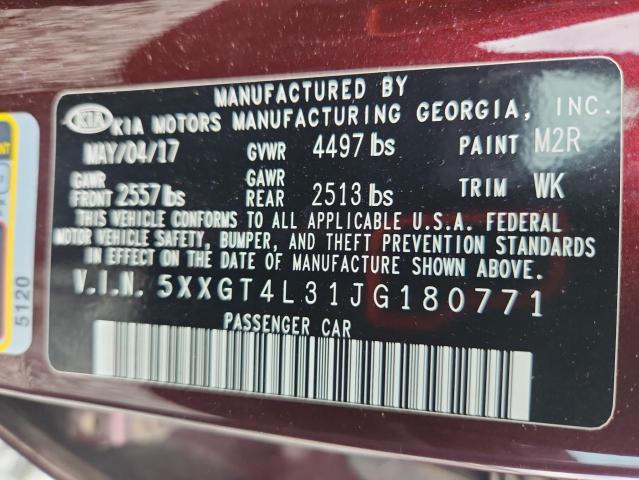 MANUFACTURED BY
KIA KIA MOTORS MANUFACTURING GEORGIA, INC.
MAY/04/17 GVWR 4497 lbs PAINT M2R
GAWR FRONT 2557 lbs GAWR REAR 2513 lbs TRIM WK
THIS VEHICLE CONFORMS TO ALL APPLICABLE U.S.A. FEDERAL
MOTOR VEHICLE SAFETY, BUMPER, AND THEFT PREVENTION STANDARDS
IN EFFECT ON THE DATE OF MANUFACTURE SHOWN ABOVE.
V.I.N. 5XXGT4L31JG180771
PASSENGER CAR
5120